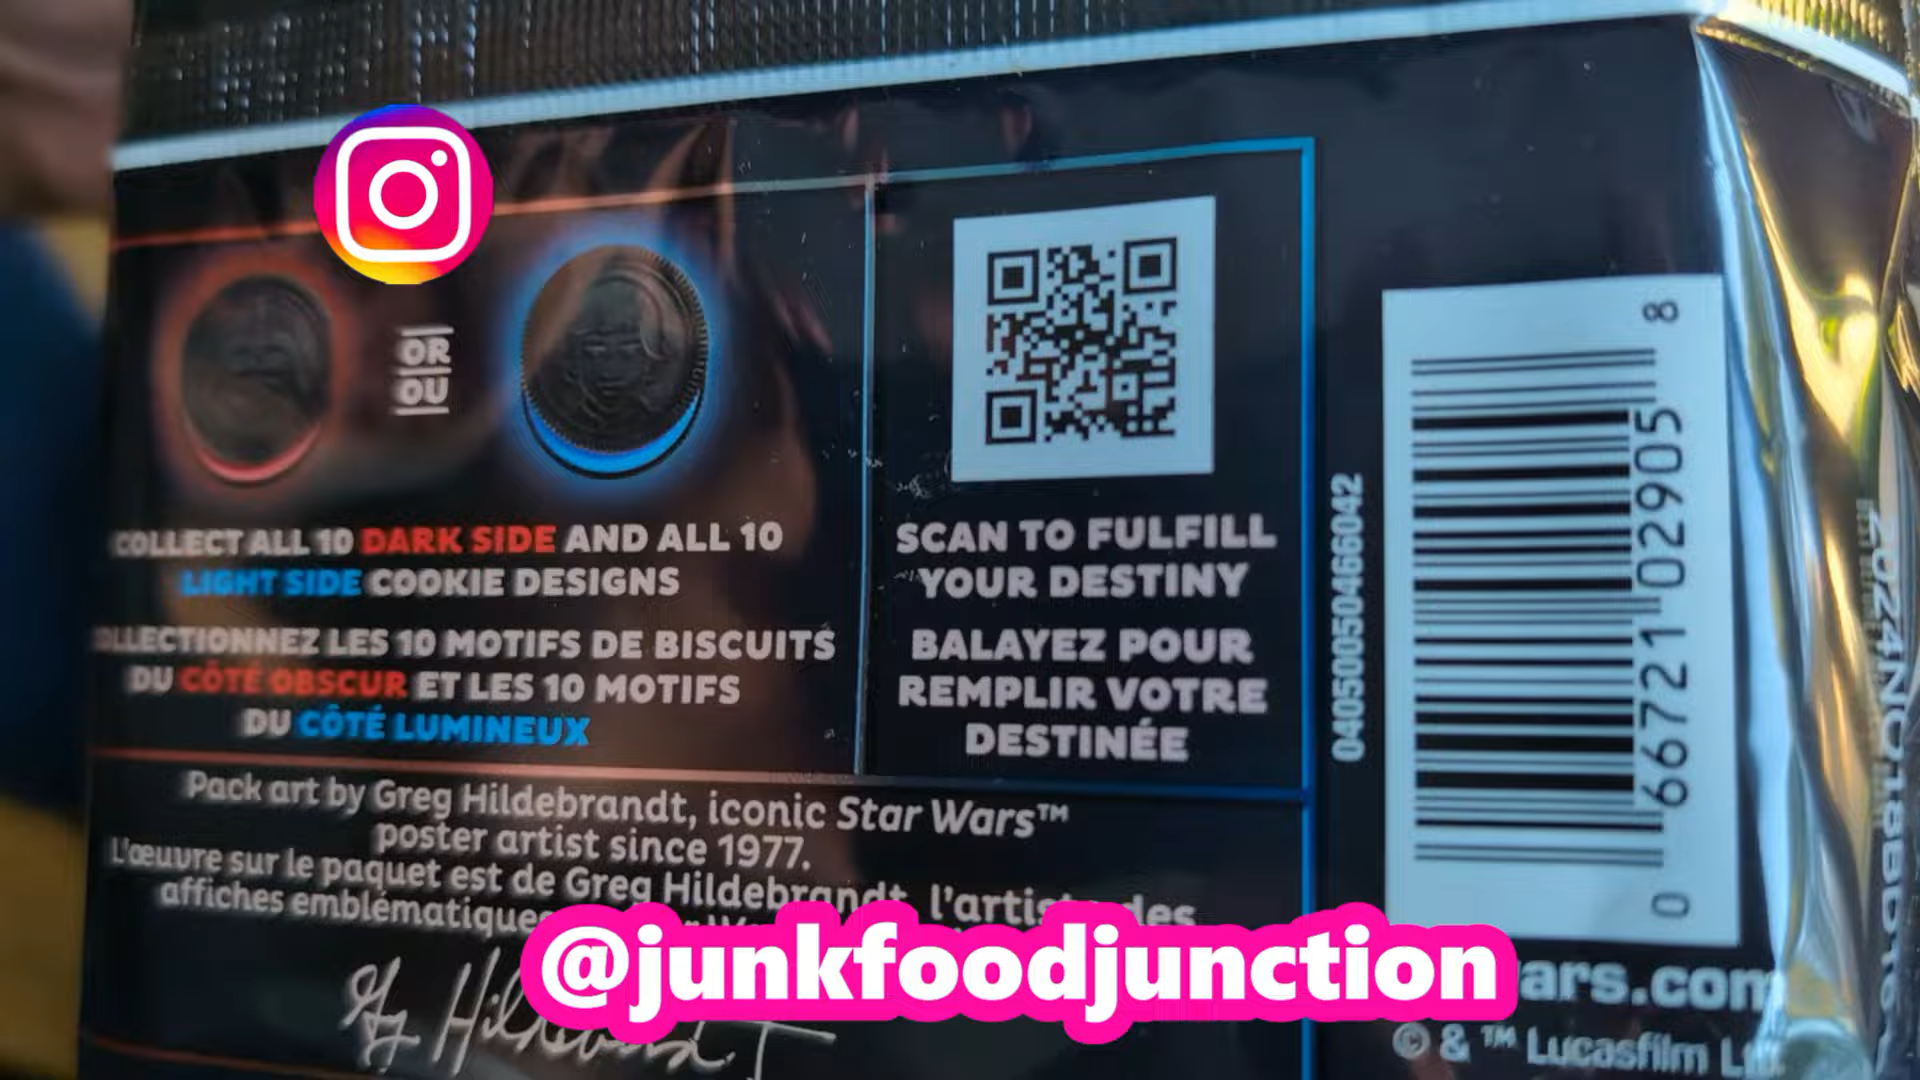 OR
OU
COLLECT ALL 10 DARK SIDE AND ALL 10
LIGHT SIDE COOKIE DESIGNS
COLLECTIONNEZ LES 10 MOTIFS DE BISCUITS
DU CÔTÉ OBSCUR ET LES 10 MOTIFS
DU CÔTÉ LUMINEUX
SCAN TO FULFILL
YOUR DESTINY
BALAYEZ POUR
REMPLIR VOTRE
DESTINÉE
Pack art by Greg Hildebrandt, iconic Star Wars™
poster artist since 1977.
L'œuvre sur le paquet est de Greg Hildebrandt, l'artiste des
affiches emblématiques
@junkfoodjunction
04050050466042
0 66721 02905 8
ars.com
© & ™ Lucasfilm